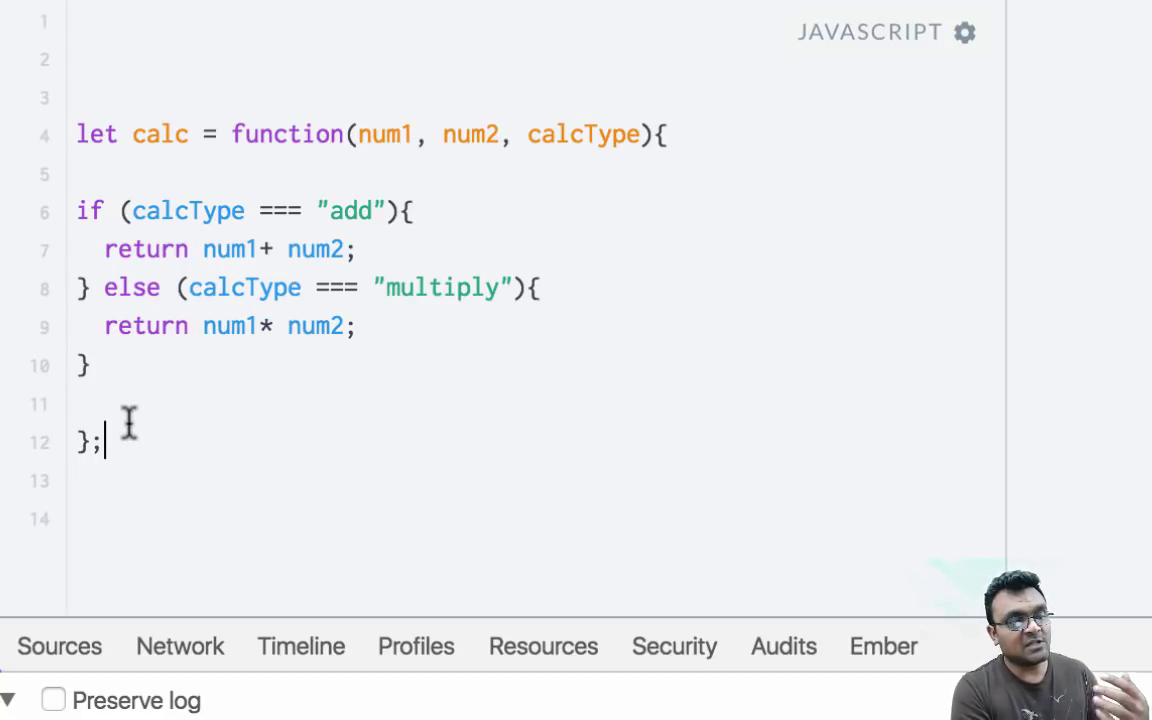 1
JAVASCRIPT
2
3
4 let calc = function(num1, num2, calcType){
5
6 if (calcType === "add"){
7 return num1+ num2;
8 } else (calcType === "multiply"){
9 return num1* num2;
10 }
11
12 };
13
14
Sources Network Timeline Profiles Resources Security Audits Ember
Preserve log